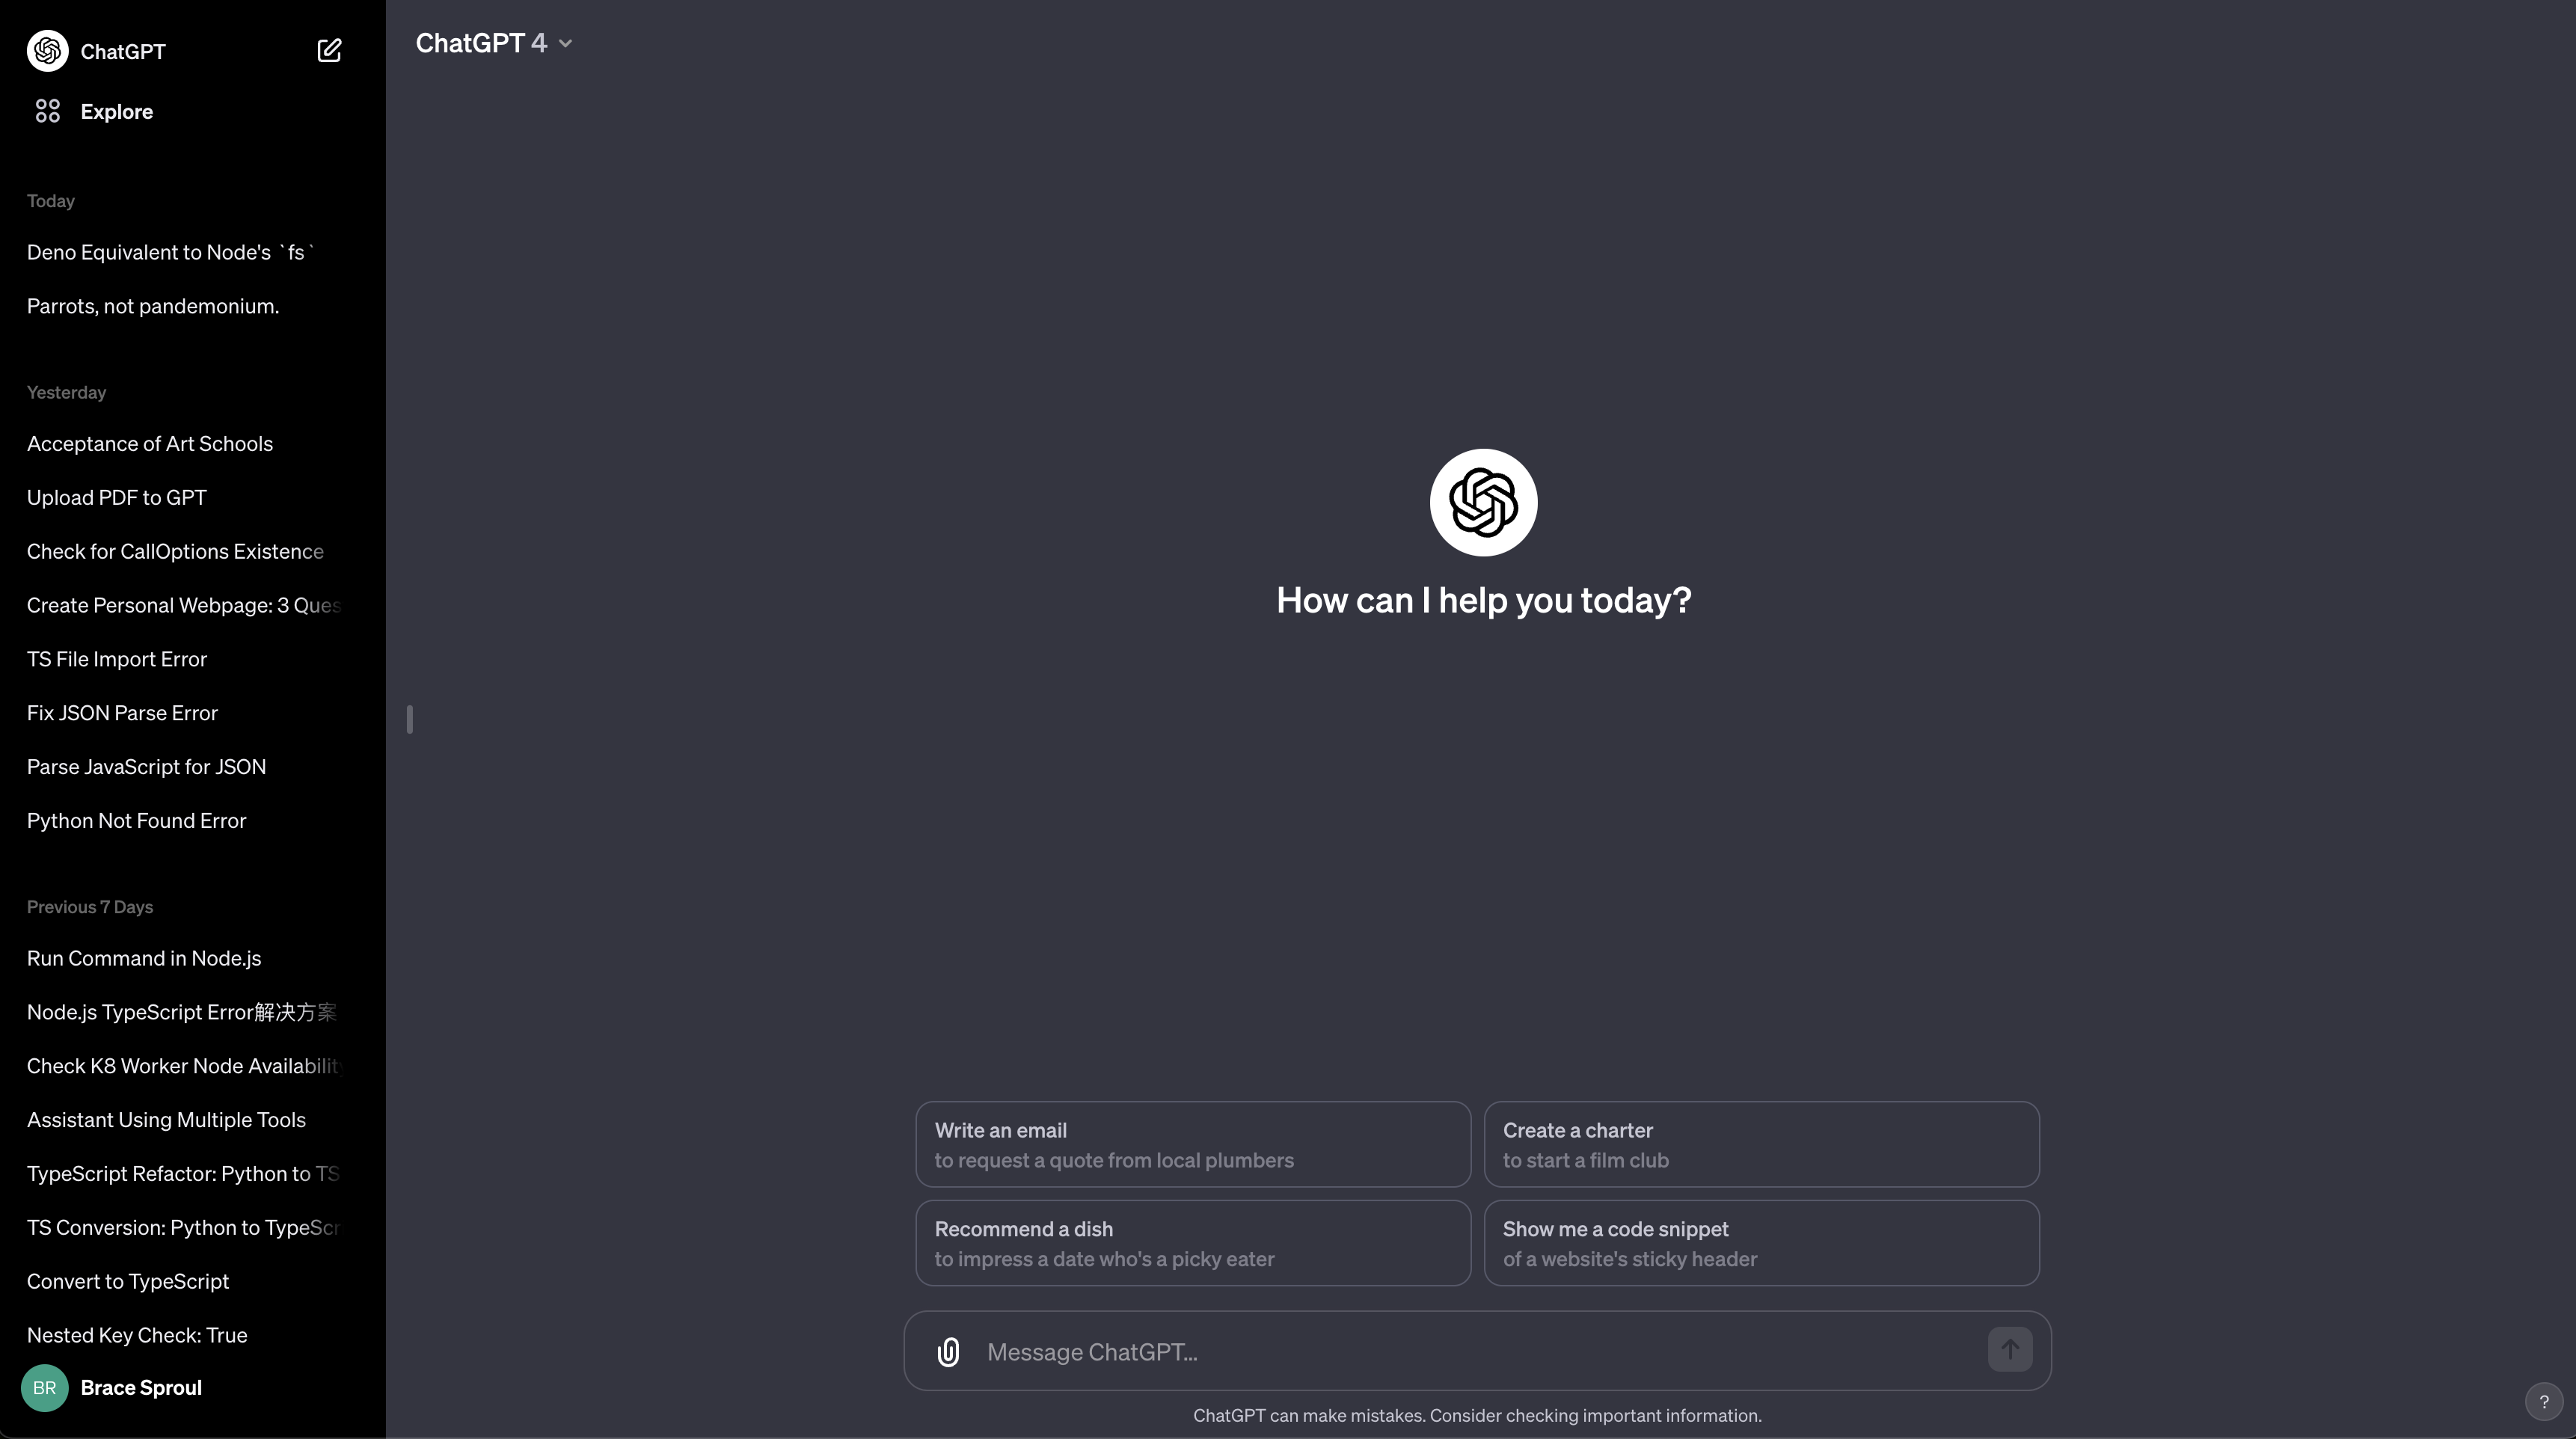 ChatGPT
Explore
Today
Deno Equivalent to Node's `fs`
Parrots, not pandemonium.
Yesterday
Acceptance of Art Schools
Upload PDF to GPT
Check for CallOptions Existence
Create Personal Webpage: 3 Ques
TS File Import Error
Fix JSON Parse Error
Parse JavaScript for JSON
Python Not Found Error
Previous 7 Days
Run Command in Node.js
Node.js TypeScript Error解决方案
Check K8 Worker Node Availability
Assistant Using Multiple Tools
TypeScript Refactor: Python to TS
TS Conversion: Python to TypeScr
Convert to TypeScript
Nested Key Check: True
BR Brace Sproul
ChatGPT 4
How can I help you today?
Write an email
to request a quote from local plumbers
Create a charter
to start a film club
Recommend a dish
to impress a date who's a picky eater
Show me a code snippet
of a website's sticky header
Message ChatGPT...
ChatGPT can make mistakes. Consider checking important information.
?